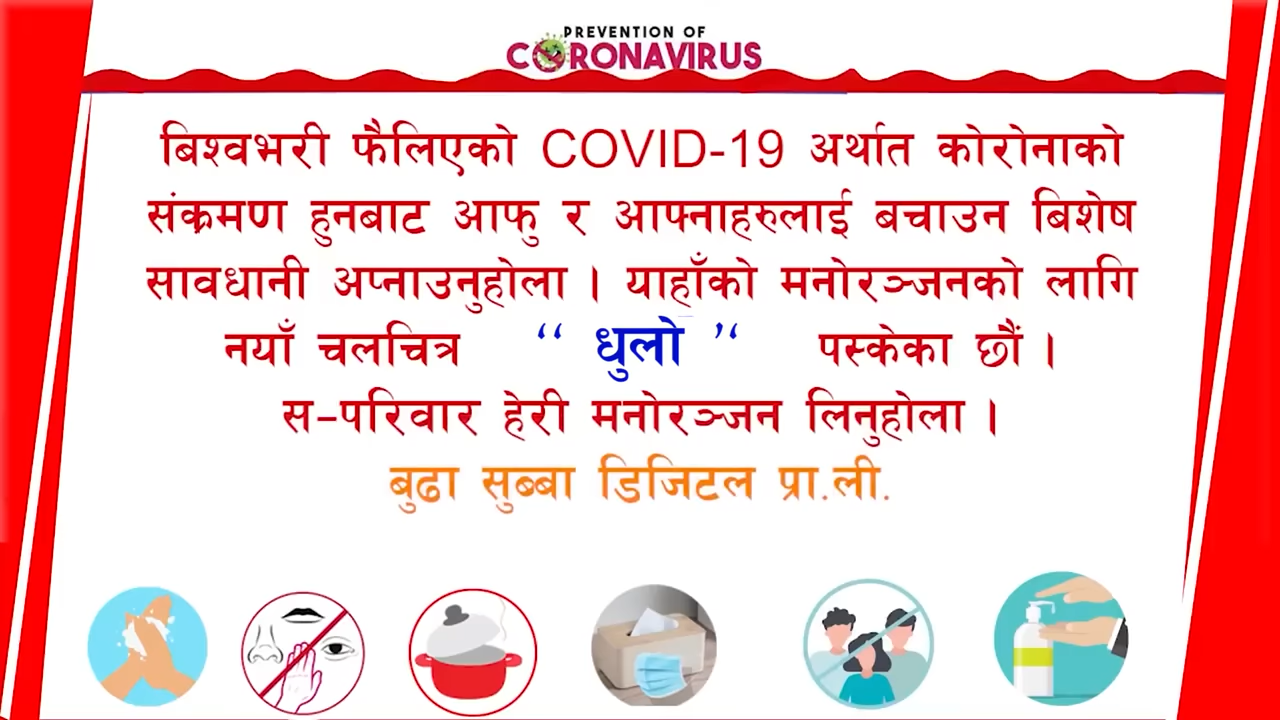 PREVENTION OF
CORONAVIRUS
बिश्वभरी फैलिएको COVID-19 अर्थात कोरोनाको
संक्रमण हुनबाट आफु र आफ्नाहरुलाई बचाउन बिशेष
सावधानी अप्नाउनुहोला । याहाँको मनोरञ्जनको लागि
नयाँ चलचित्र “ धुलो ” पस्केका छौं ।
स-परिवार हेरी मनोरञ्जन लिनुहोला ।
बुढा सुब्बा डिजिटल प्रा.ली.